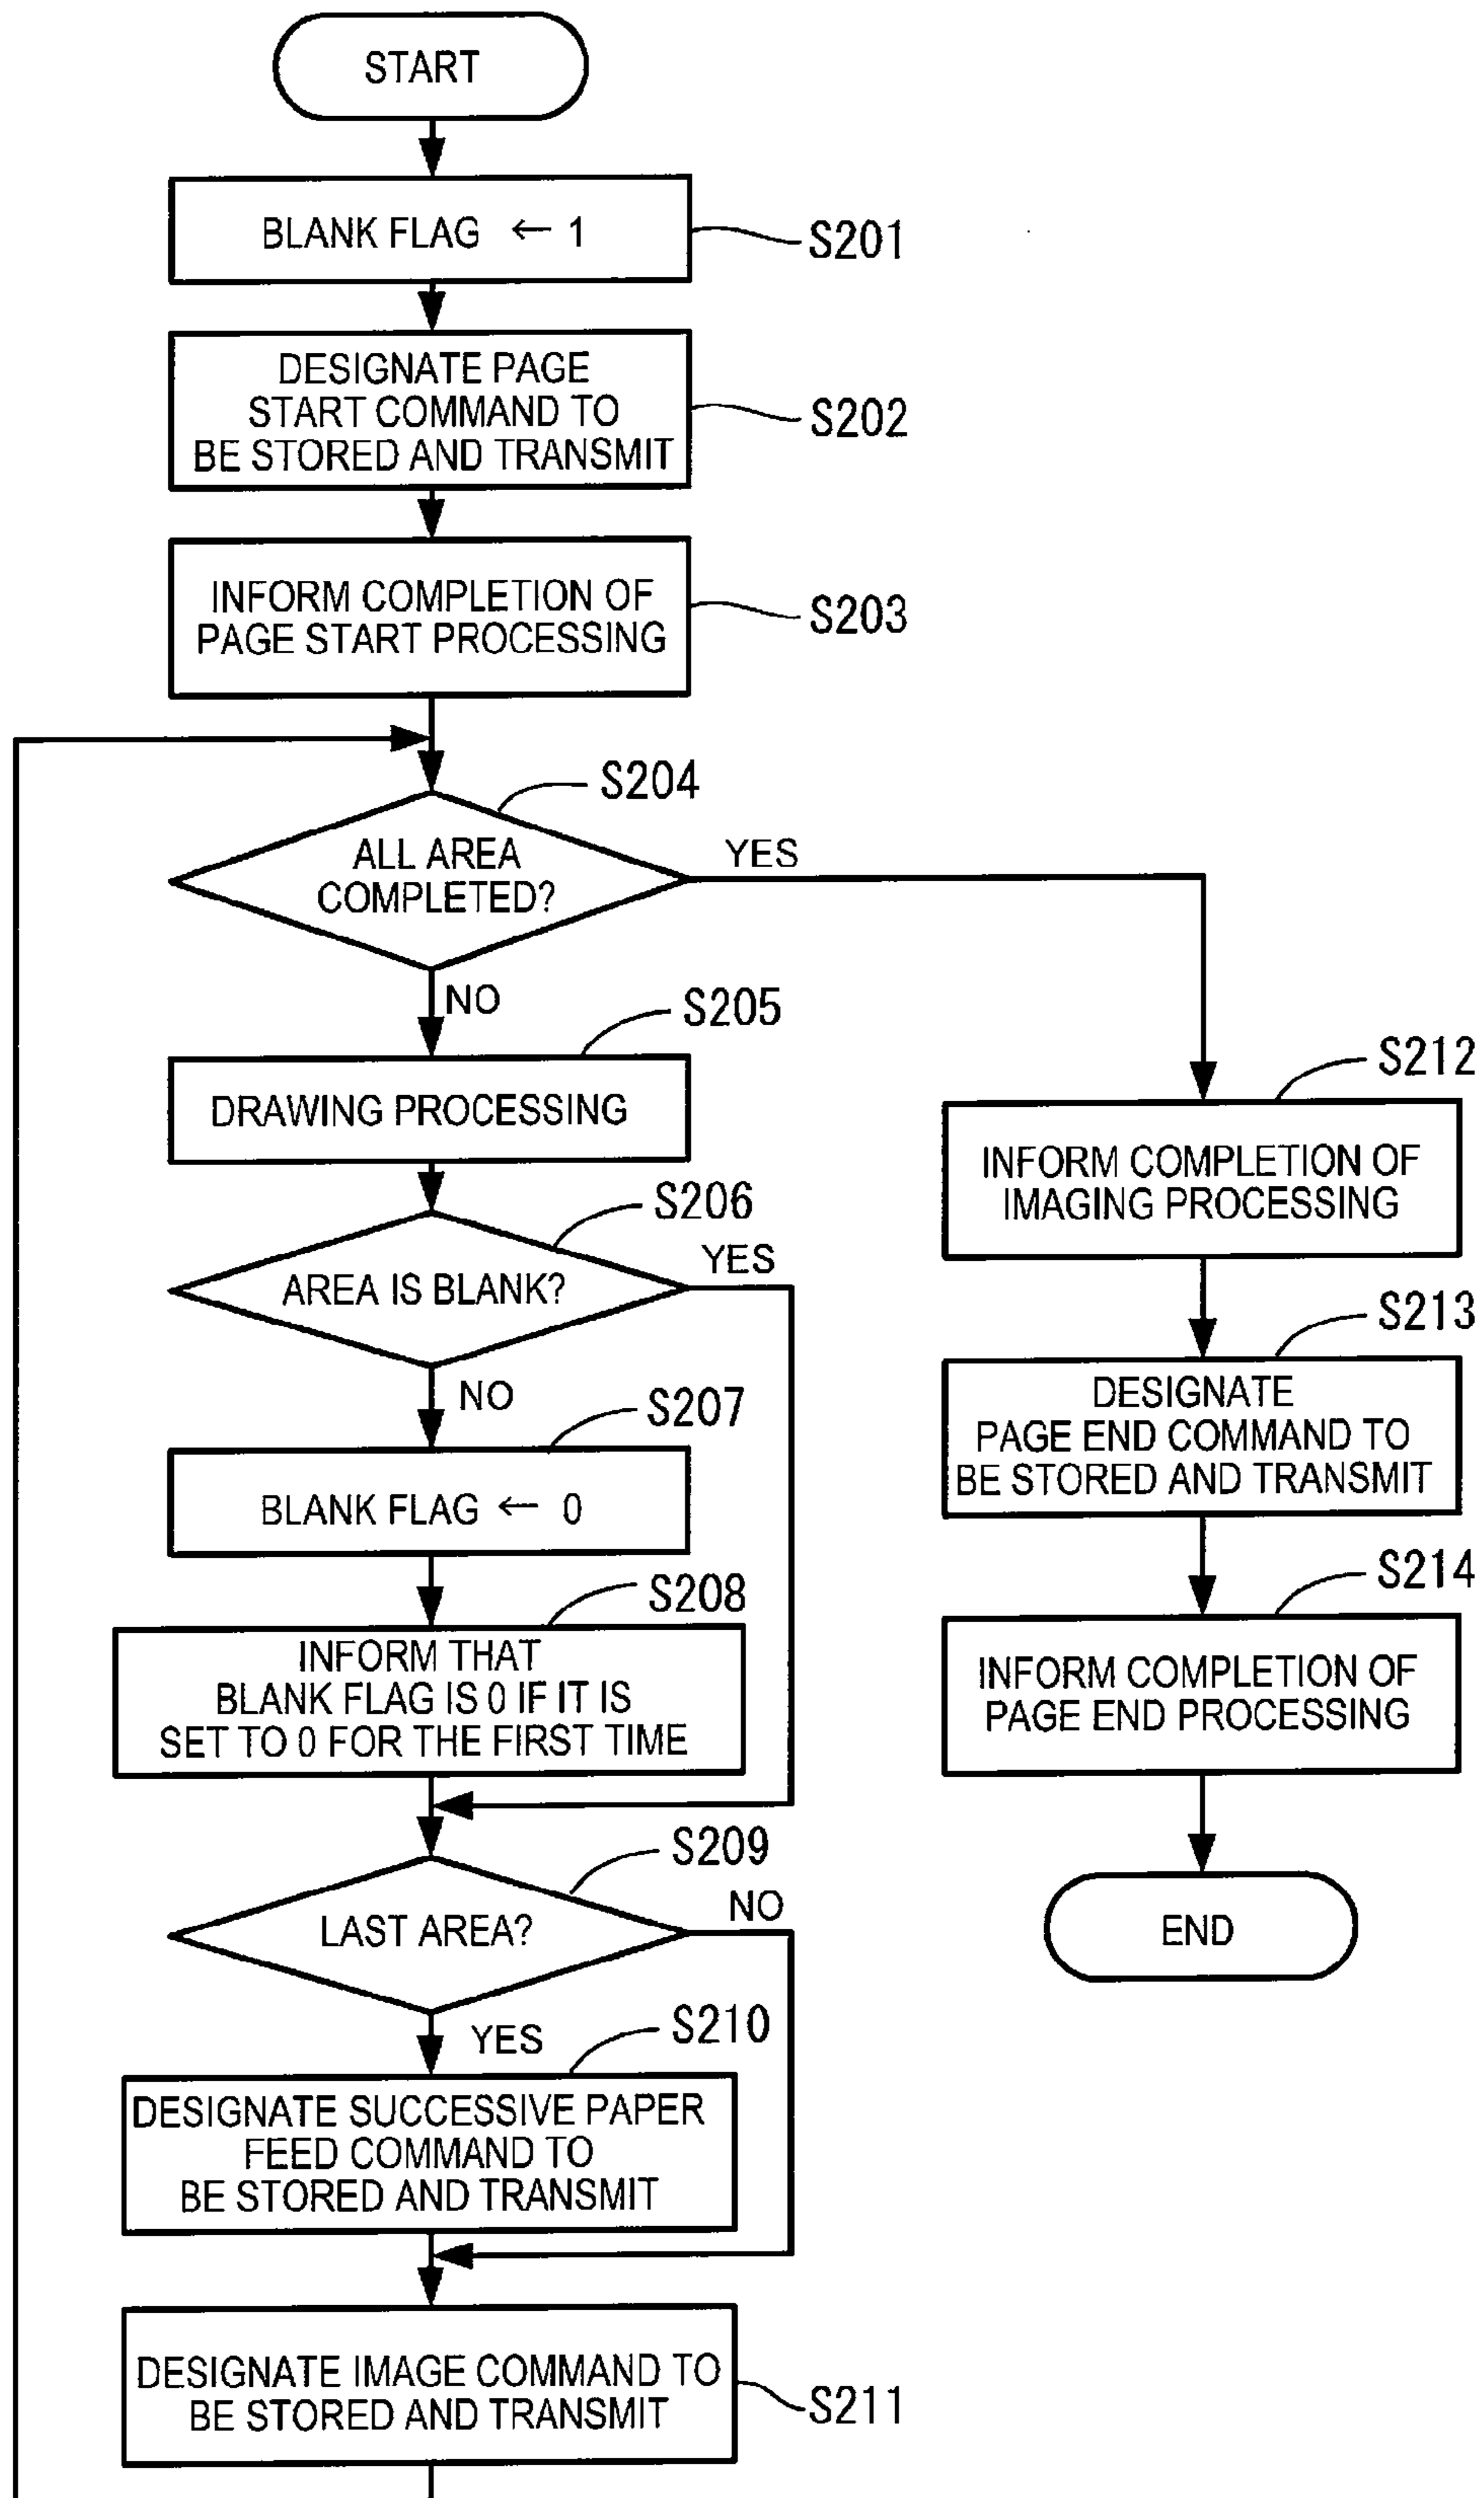 START
BLANK FLAG ← 1
S201
DESIGNATE PAGE
START COMMAND TO
BE STORED AND TRANSMIT
S202
INFORM COMPLETION OF
PAGE START PROCESSING
S203
S204
ALL AREA
COMPLETED?
YES
NO
S205
DRAWING PROCESSING
S206
AREA IS BLANK?
YES
NO
S207
BLANK FLAG ← 0
S208
INFORM THAT
BLANK FLAG IS 0 IF IT IS
SET TO 0 FOR THE FIRST TIME
S209
LAST AREA?
NO
YES
S210
DESIGNATE SUCCESSIVE PAPER
FEED COMMAND TO
BE STORED AND TRANSMIT
DESIGNATE IMAGE COMMAND TO
BE STORED AND TRANSMIT
S211
S212
INFORM COMPLETION OF
IMAGING PROCESSING
S213
DESIGNATE
PAGE END COMMAND TO
BE STORED AND TRANSMIT
S214
INFORM COMPLETION OF
PAGE END PROCESSING
END